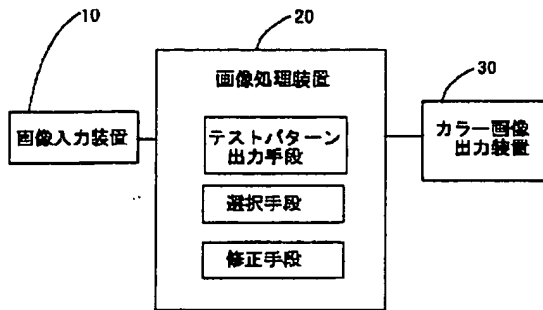 10
20
30
画像処理装置
画像入力装置
テストパターン
出力手段
選択手段
修正手段
カラー画像
出力装置